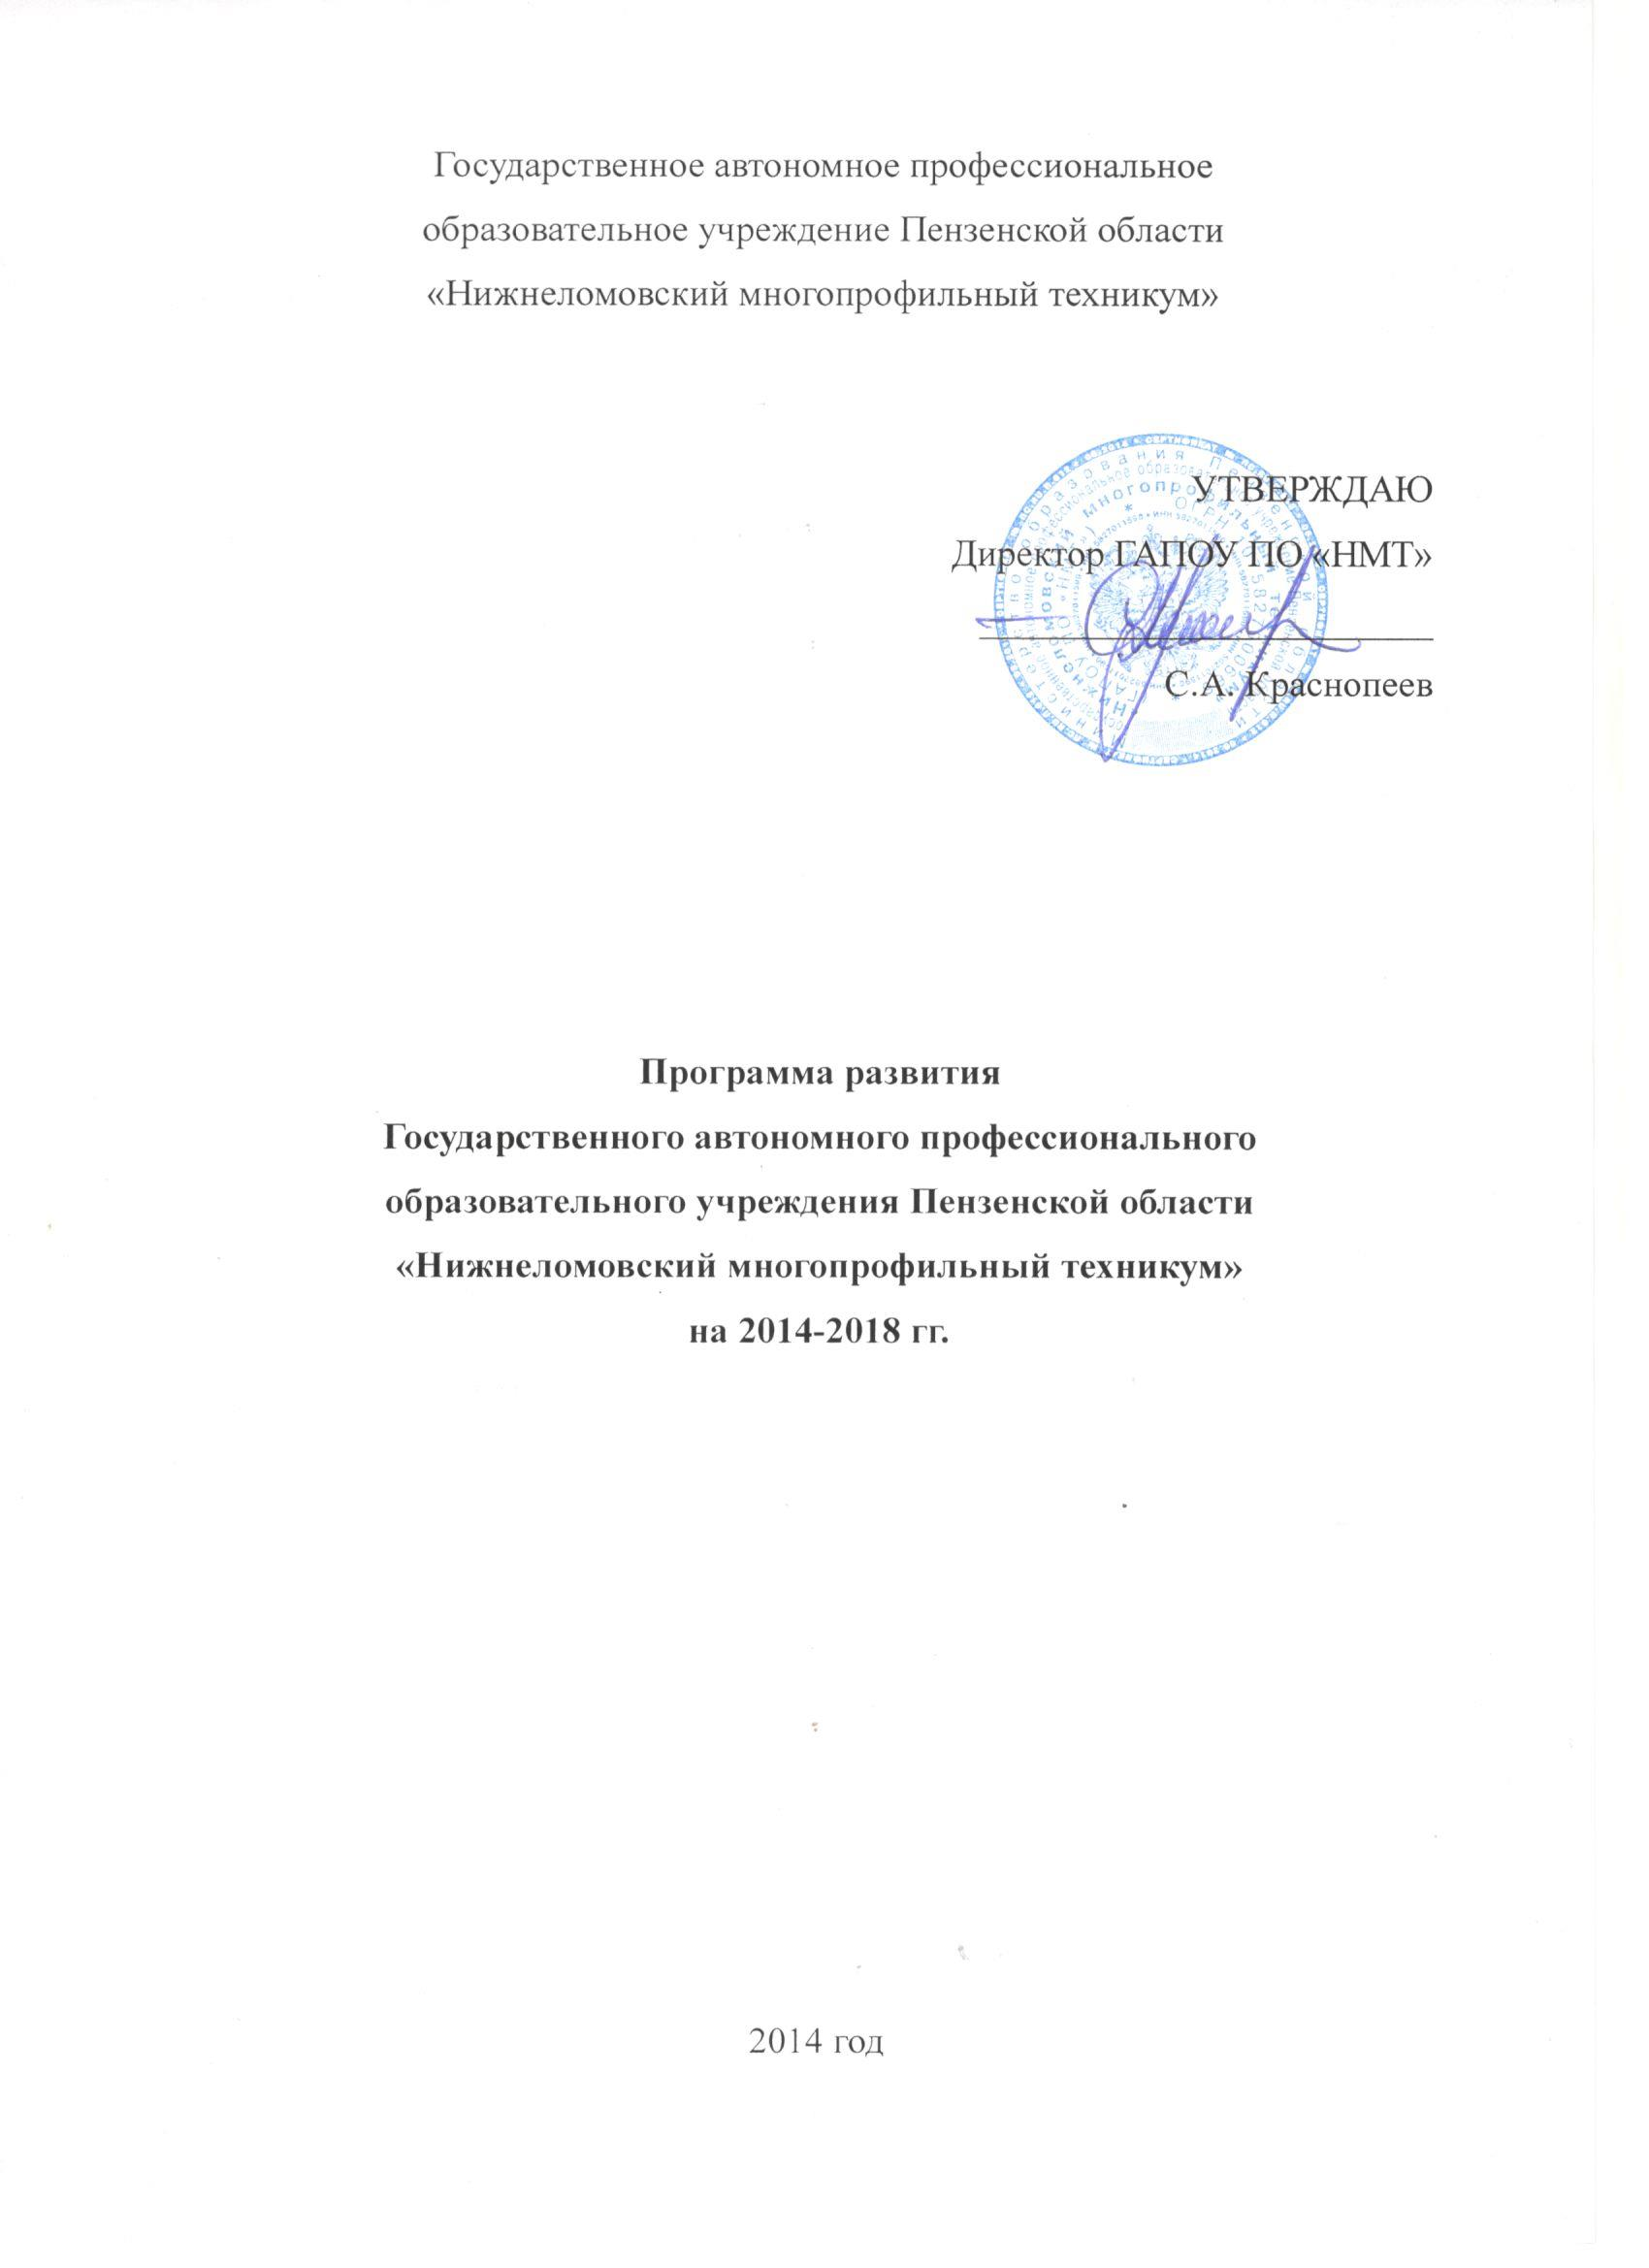 Государственное автономное профессиональное
образовательное учреждение Пензенской области
«Нижнеломовский многопрофильный техникум»
УТВЕРЖДАЮ
Директор ГАПОУ ПО «НМТ»
С.А. Краснопеев
Программа развития
Государственного автономного профессионального
образовательного учреждения Пензенской области
«Нижнеломовский многопрофильный техникум»
на 2014-2018 гг.
2014 год